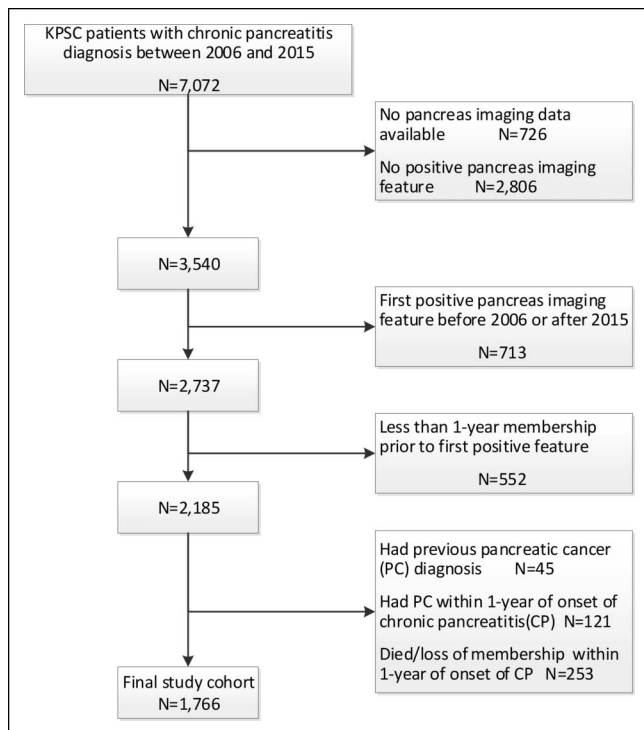 KPSC patients with chronic pancreatitis
diagnosis between 2006 and 2015
N=7,072
No pancreas imaging data
available N=726
No positive pancreas imaging
feature N=2,806
N=3,540
First positive pancreas imaging
feature before 2006 or after 2015
N=713
N=2,737
Less than 1-year membership
prior to first positive feature
N=552
N=2,185
Had previous pancreatic cancer
(PC) diagnosis N=45
Had PC within 1-year of onset of
chronic pancreatitis(CP) N=121
Died/loss of membership within
1-year of onset of CP N=253
Final study cohort
N=1,766